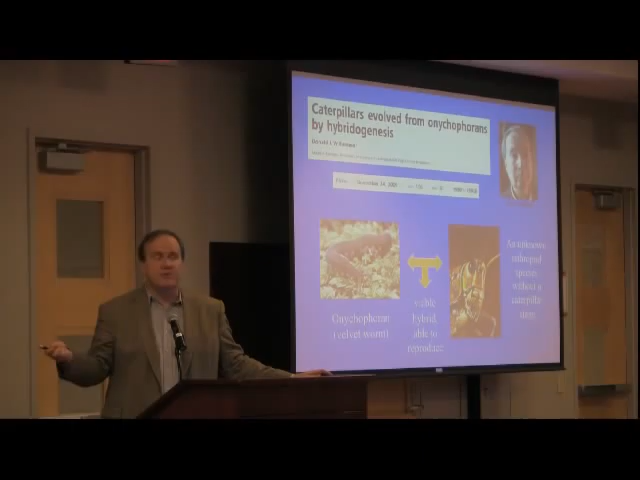 Caterpillars evolved from onychophorans
by hybridogenesis
Onychophoran
(velvet worm)
viable
hybrid,
able to
reproduce
An unknown
arthropod
species
without a
caterpillar
stage